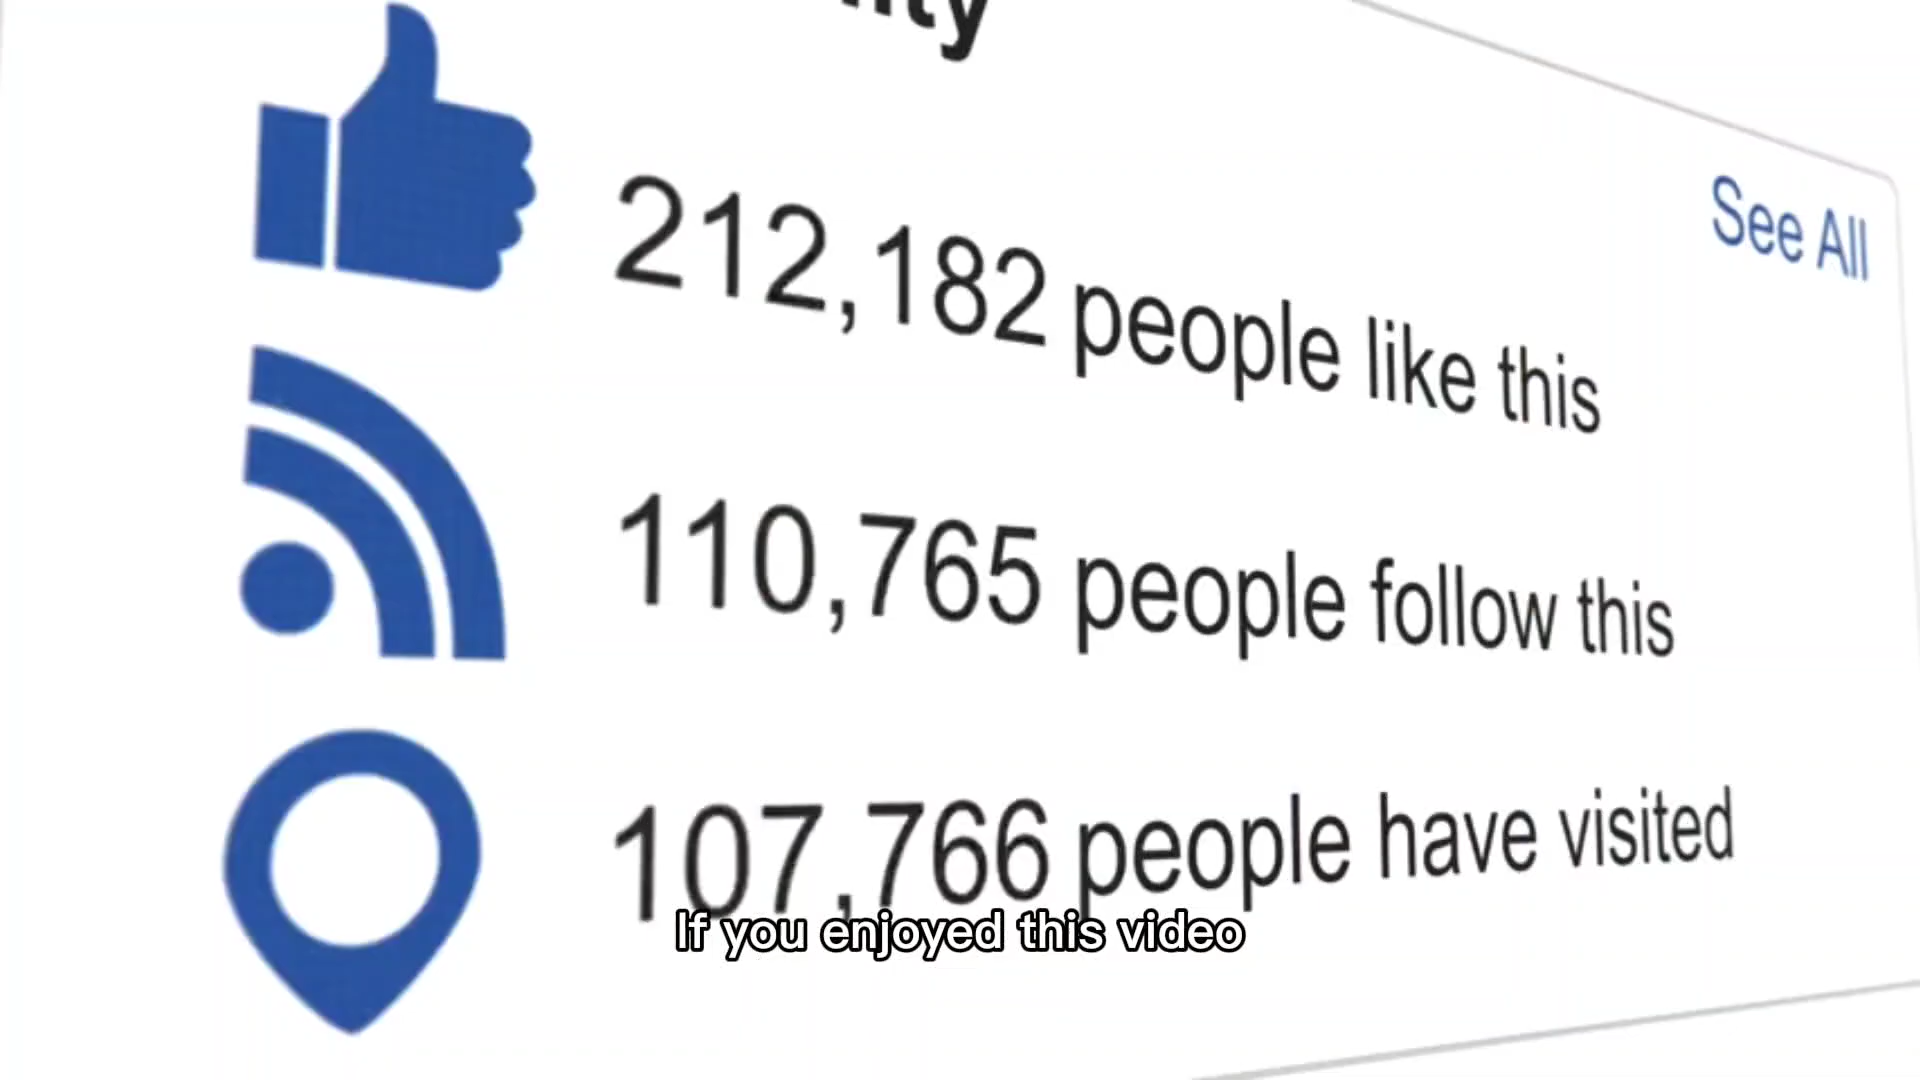 See All
212,182 people like this
110,765 people follow this
107,766 people have visited
If you enjoyed this video